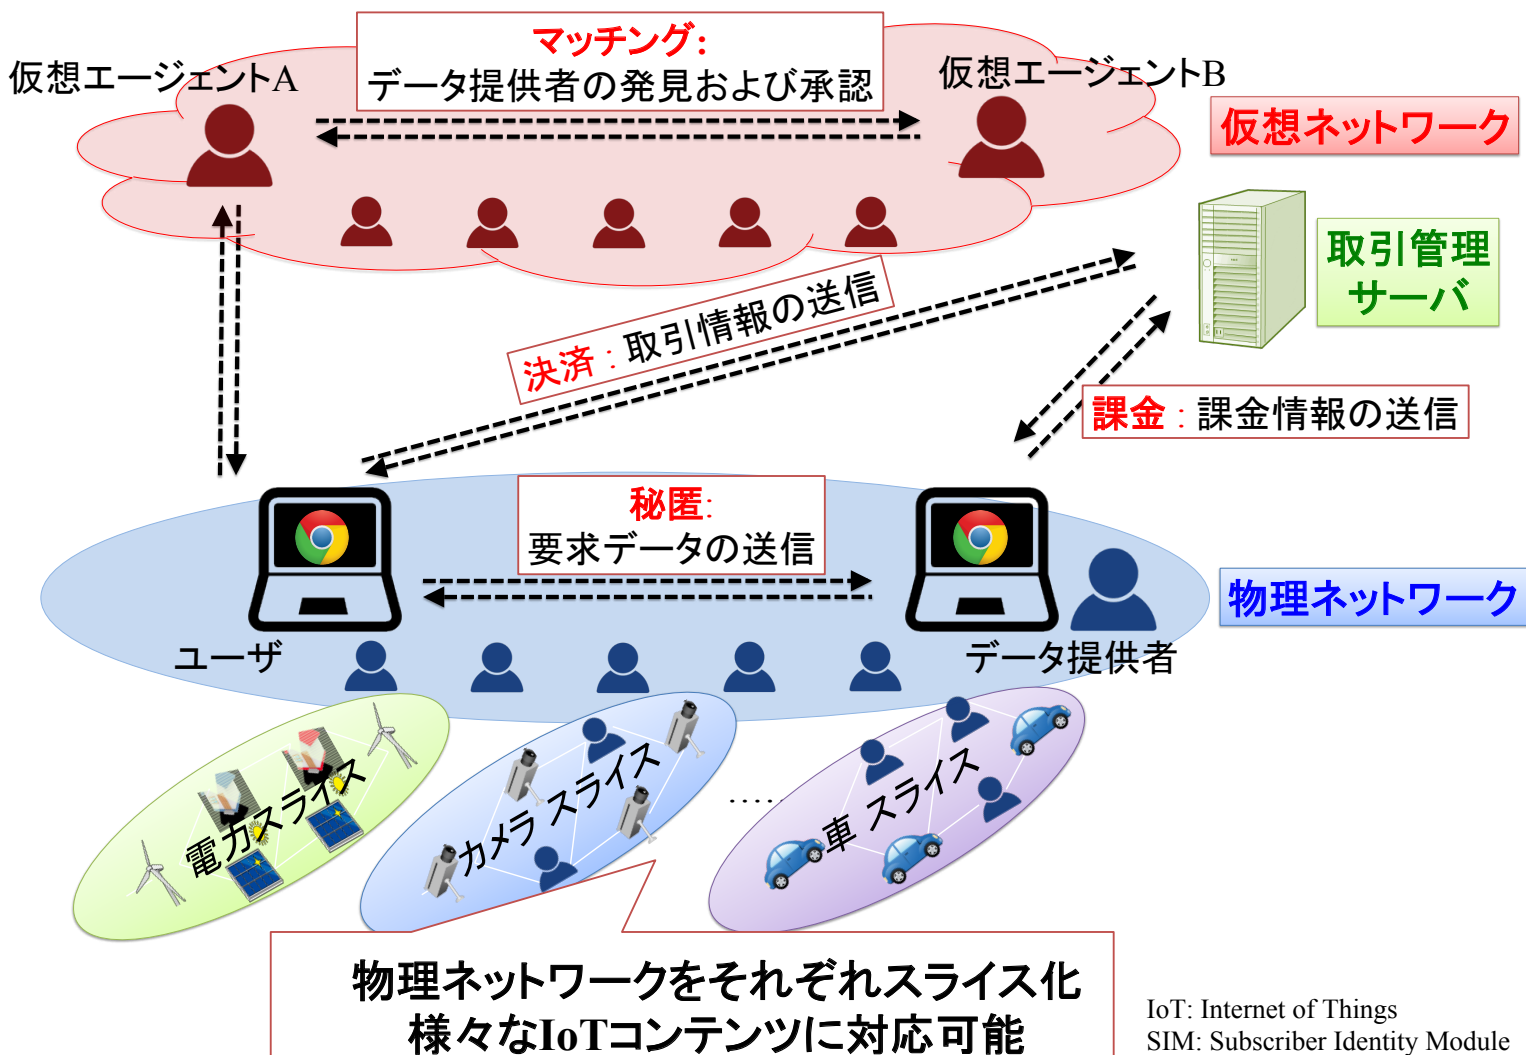 マッチング:
データ提供者の発見および承認
仮想エージェントA
仮想エージェントB
仮想ネットワーク
取引管理
サーバ
決済 : 取引情報の送信
課金 : 課金情報の送信
秘匿:
要求データの送信
物理ネットワーク
ユーザ
データ提供者
電力スライス
カメラ スライス
.....
車 スライス
物理ネットワークをそれぞれスライス化
様々なIoTコンテンツに対応可能
IoT: Internet of Things
SIM: Subscriber Identity Module